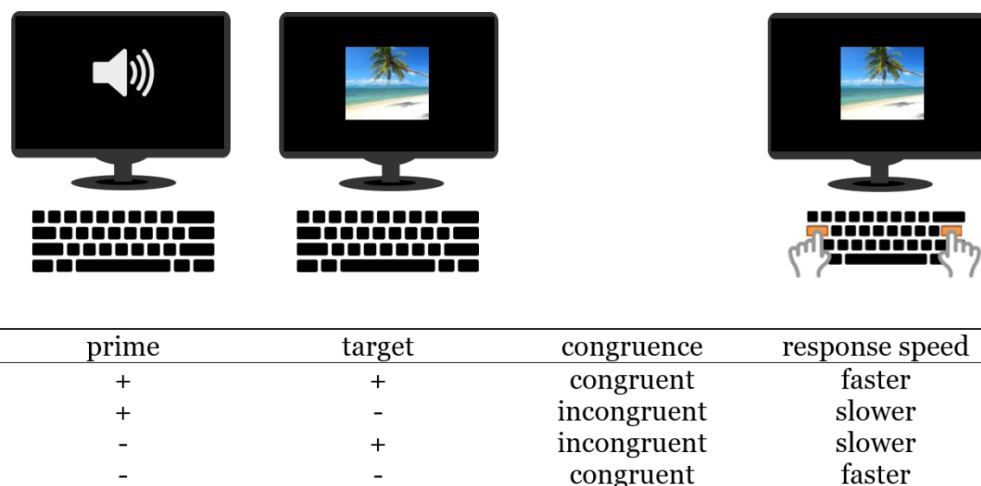 prime target congruence response speed
+ + congruent faster
+ - incongruent slower
- + incongruent slower
- - congruent faster